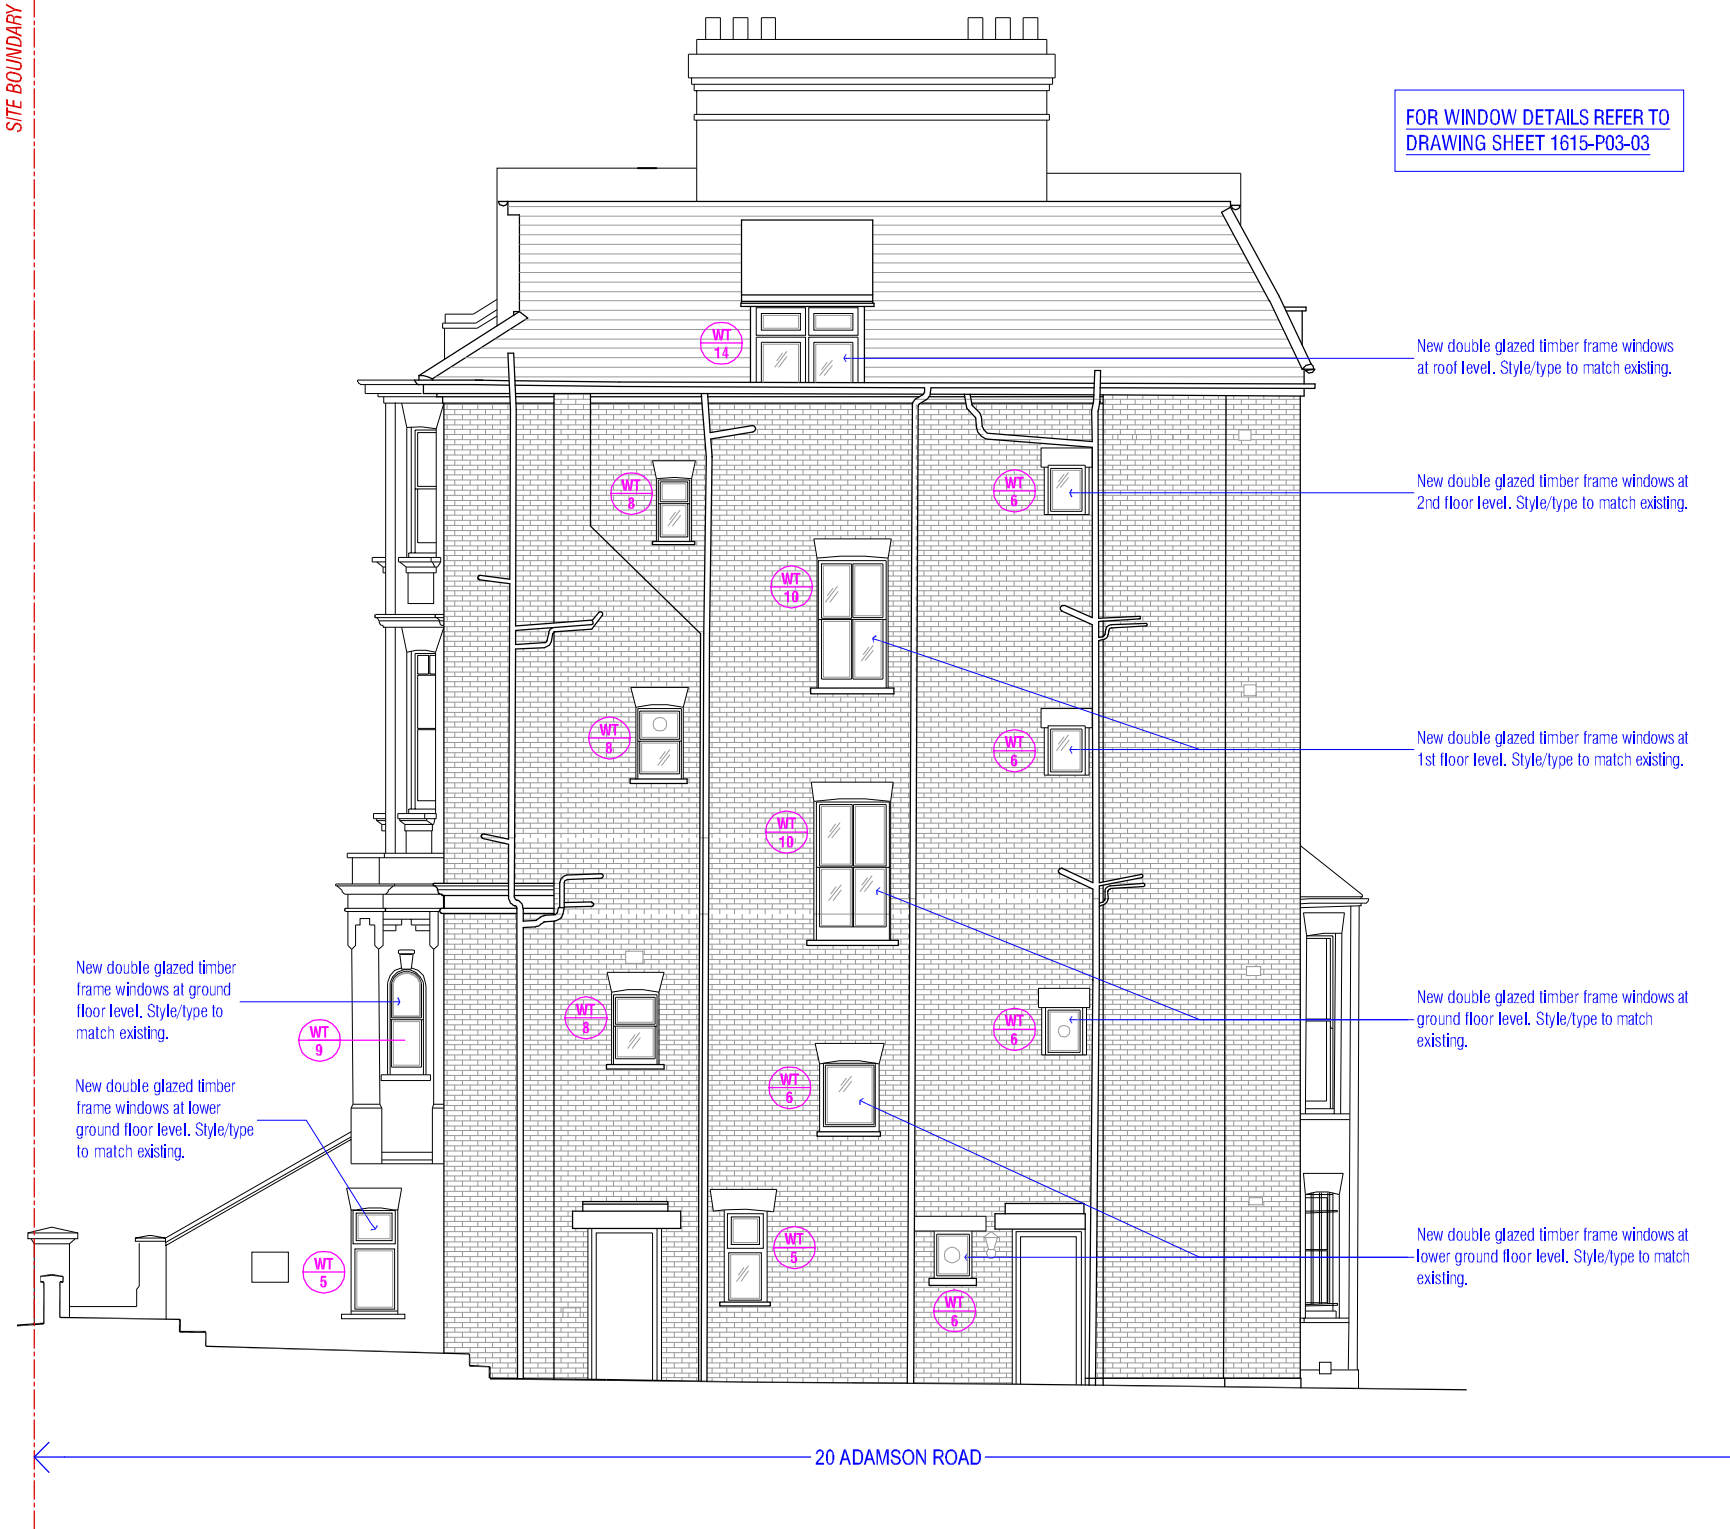 SITE BOUNDARY
FOR WINDOW DETAILS REFER TO
DRAWING SHEET 1615-P03-03
WT
14
New double glazed timber frame windows
at roof level. Style/type to match existing.
WT
8
WT
6
New double glazed timber frame windows at
2nd floor level. Style/type to match existing.
WT
10
WT
8
WT
6
New double glazed timber frame windows at
1st floor level. Style/type to match existing.
WT
10
New double glazed timber
frame windows at ground
floor level. Style/type to
match existing.
WT
9
WT
8
WT
6
New double glazed timber frame windows at
ground floor level. Style/type to match
existing.
WT
6
New double glazed timber
frame windows at lower
ground floor level. Style/type
to match existing.
WT
5
WT
5
WT
6
New double glazed timber frame windows at
lower ground floor level. Style/type to match
existing.
20 ADAMSON ROAD